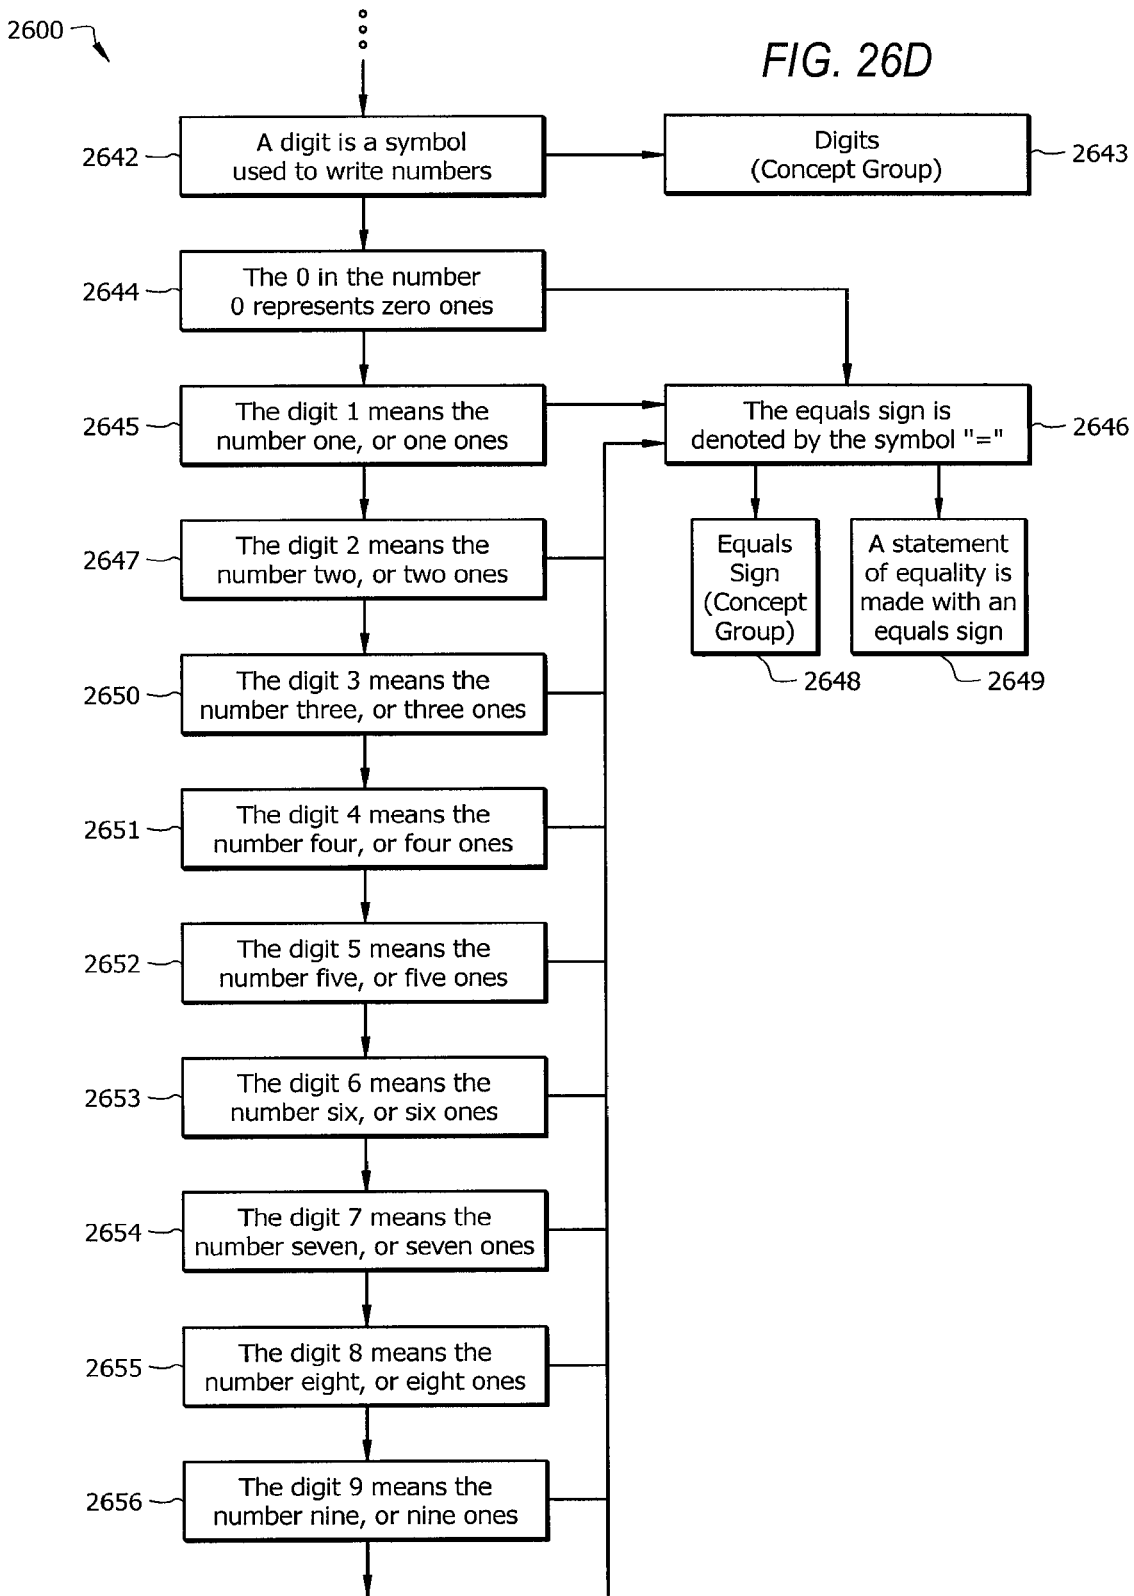 2600
FIG. 26D
2642
A digit is a symbol
used to write numbers
Digits
(Concept Group)
2643
2644
The 0 in the number
0 represents zero ones
2645
The digit 1 means the
number one, or one ones
The equals sign is
denoted by the symbol "="
2646
2647
The digit 2 means the
number two, or two ones
Equals
Sign
(Concept
Group)
2648
A statement
of equality is
made with an
equals sign
2649
2650
The digit 3 means the
number three, or three ones
2651
The digit 4 means the
number four, or four ones
2652
The digit 5 means the
number five, or five ones
2653
The digit 6 means the
number six, or six ones
2654
The digit 7 means the
number seven, or seven ones
2655
The digit 8 means the
number eight, or eight ones
2656
The digit 9 means the
number nine, or nine ones